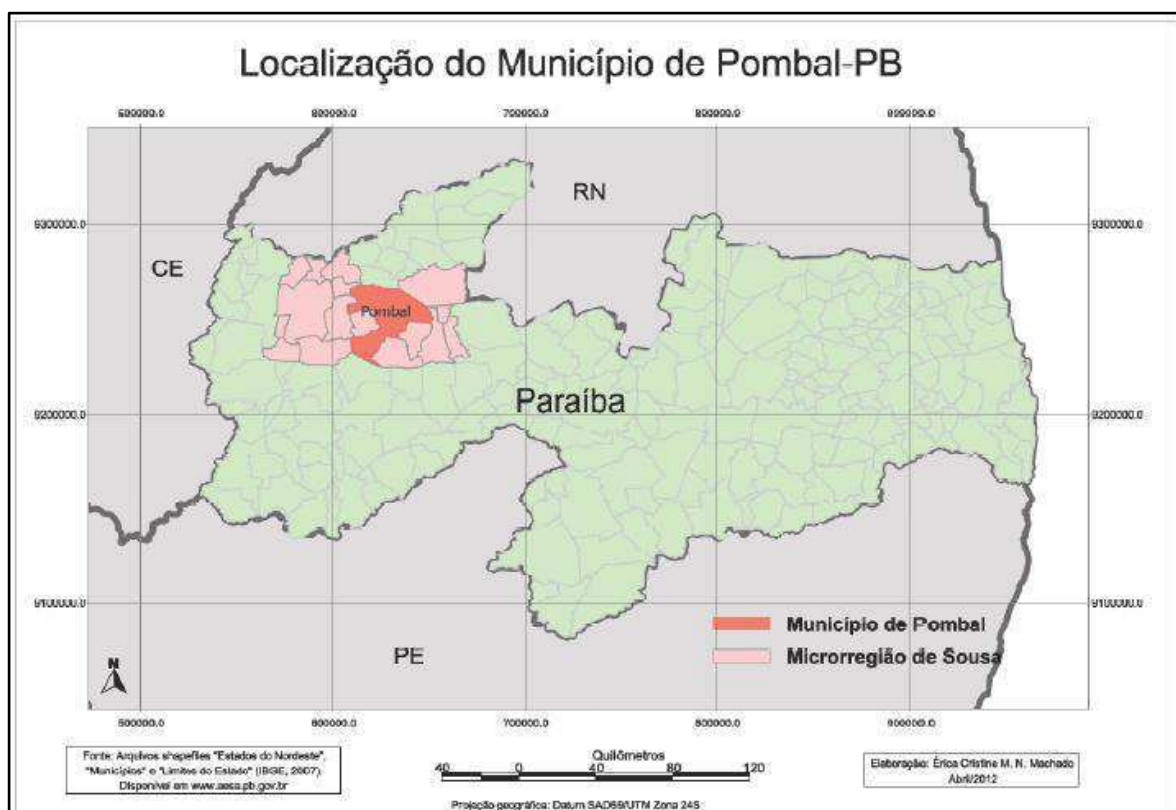 Localização do Município de Pombal-PB
500000.0 600000.0 700000.0 800000.0 900000.0
RN
9300000.0 9300000.0
CE
Pombal
Paraíba
9200000.0 9200000.0
9100000.0 9100000.0
Município de Pombal
PE
Microrregião de Sousa
N
500000.0 600000.0 700000.0 800000.0 900000.0
Fonte: Arquivos shapefiles "Estados do Nordeste",
"Municípios" e "Limites do Estado" (IBGE, 2007).
Disponível em www.aesa.pb.gov.br
Quilômetros
40 20 0 40 80 120
Elaboração: Érica Cristine M. N. Machado
Abril/2012
Projeção geográfica: Datum SAD69/UTM Zona 24S